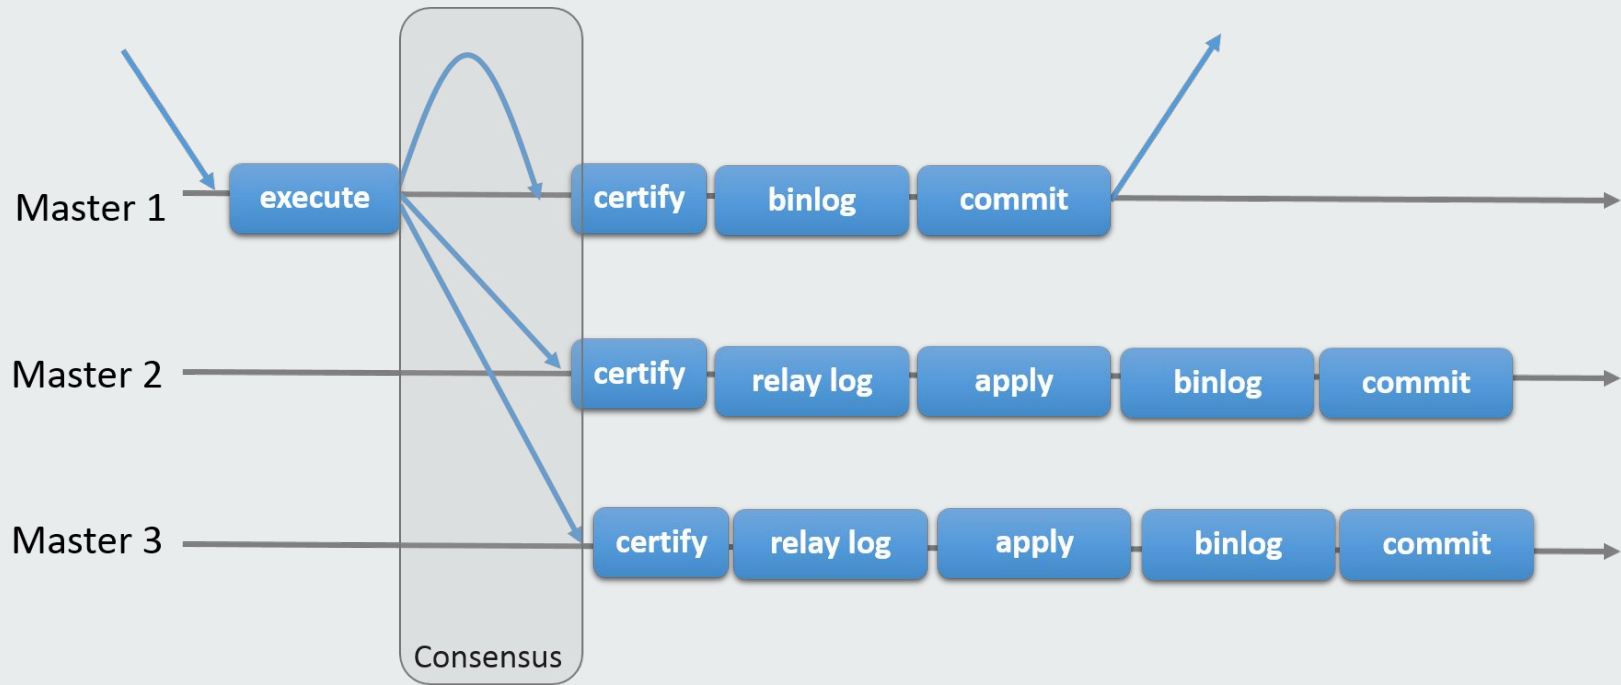 Master 1
execute
certify
binlog
commit
Master 2
certify
relay log
apply
binlog
commit
Master 3
certify
relay log
apply
binlog
commit
Consensus